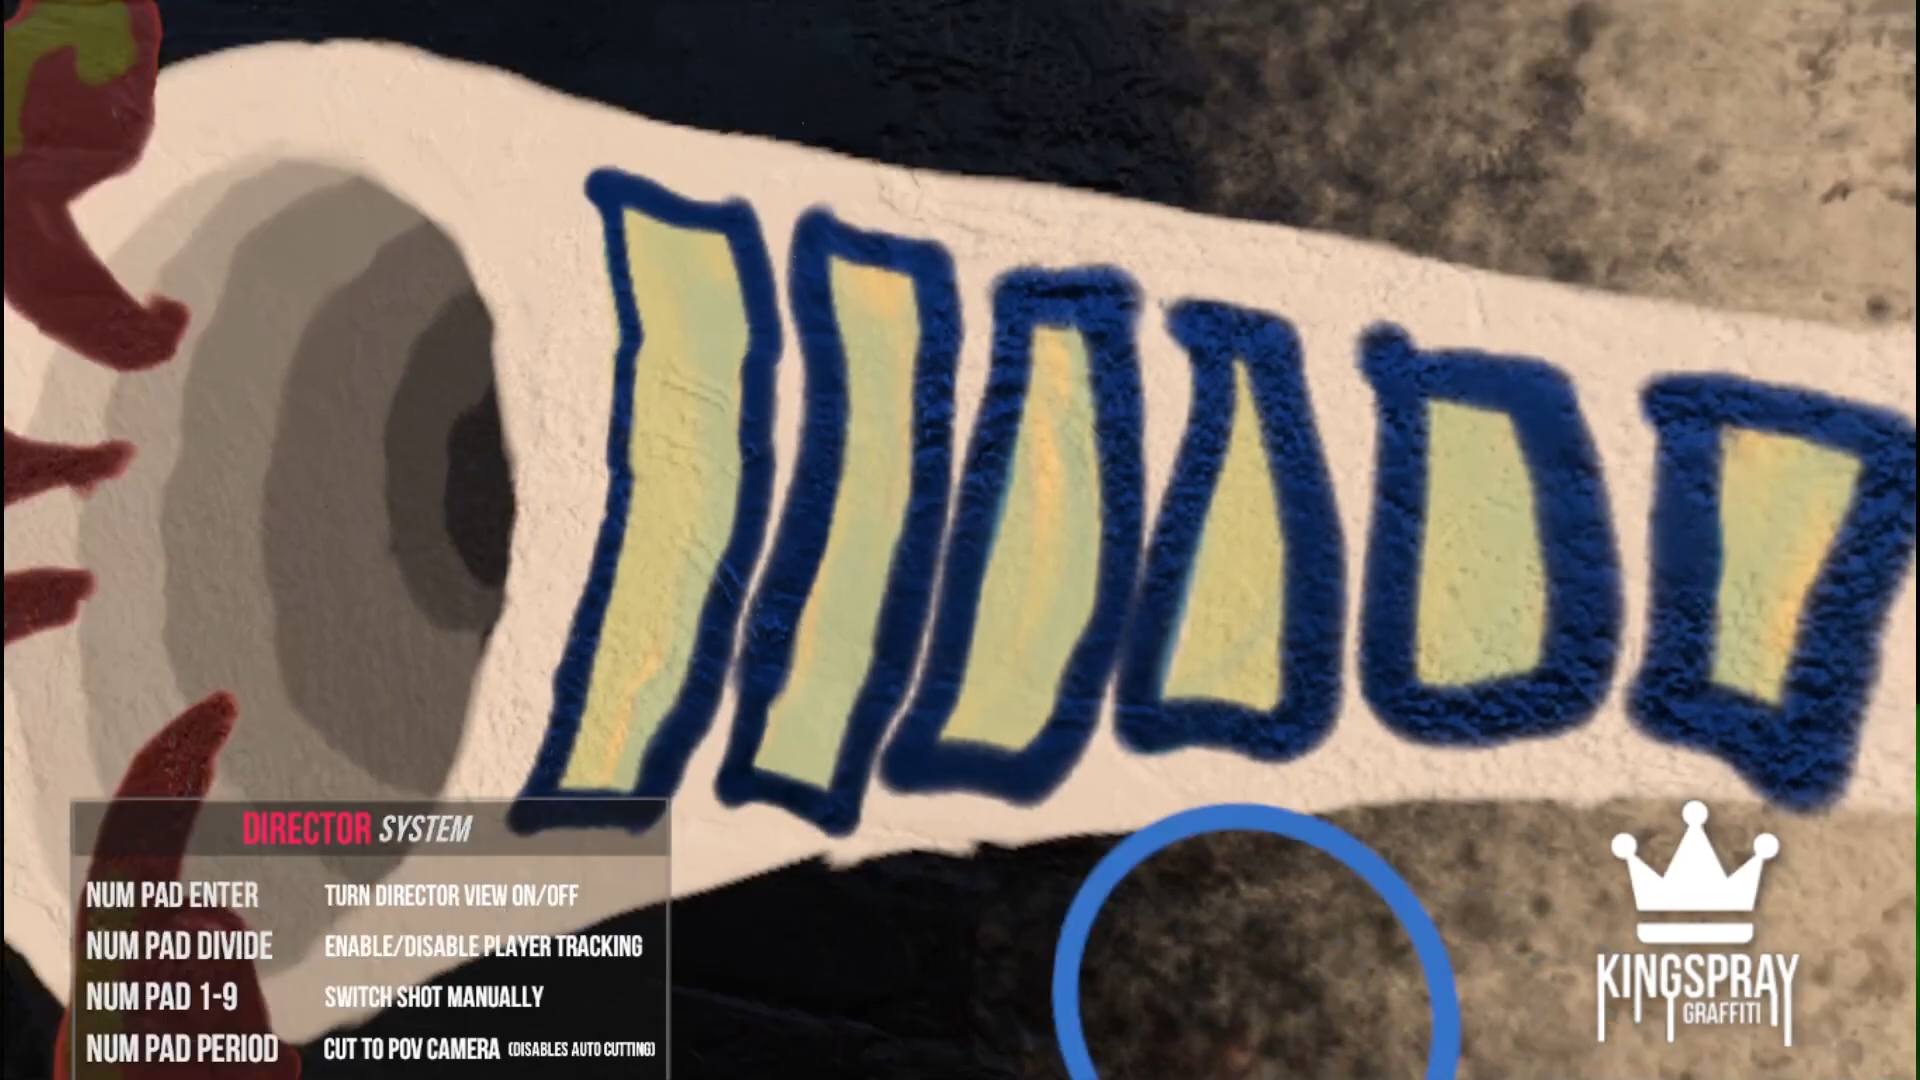 DIRECTOR SYSTEM
NUM PAD ENTER TURN DIRECTOR VIEW ON/OFF
NUM PAD DIVIDE ENABLE/DISABLE PLAYER TRACKING
NUM PAD 1-9 SWITCH SHOT MANUALLY
NUM PAD PERIOD CUT TO POV CAMERA (DISABLES AUTO CUTTING)
KINGSPRAY
GRAFFITI